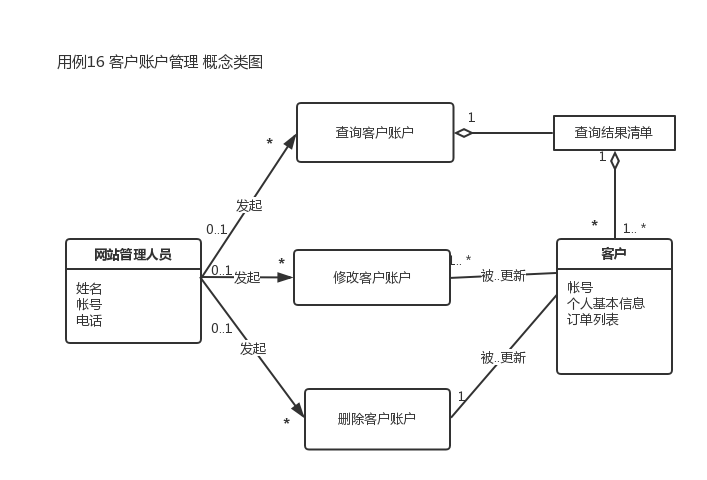 用例16 客户账户管理 概念类图
查询客户账户
1
查询结果清单
*
1
发起
0..1
*
1.. *
网站管理人员
客户
*
1.. *
0..1
发起
修改客户账户
被..更新
姓名
帐号
电话
帐号
个人基本信息
订单列表
0..1
发起
被..更新
1
*
删除客户账户